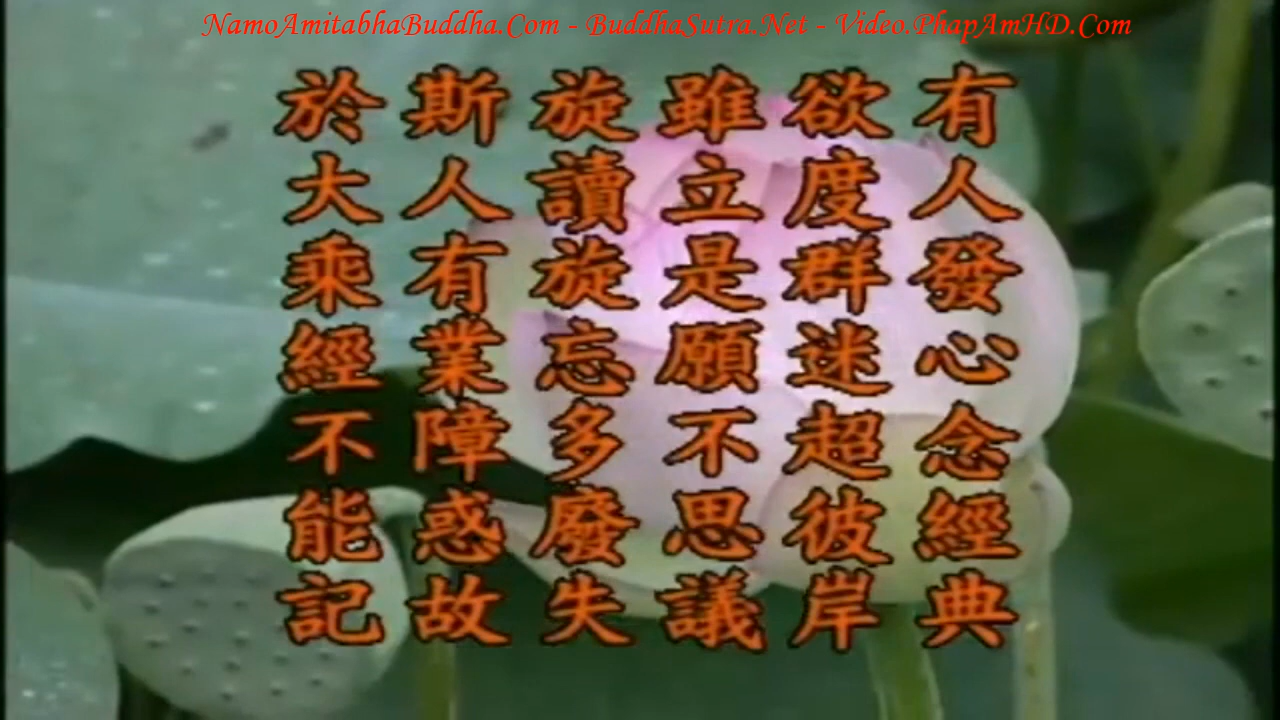 NamoAmitabhaBuddha.Com - BuddhaSutra.Net - Video.PhapAmHD.Com
有人發心念經典
欲度群迷超彼岸
雖立是願不思議
旋讀旋忘多廢失
斯人有業障惑故
於大乘經不能記